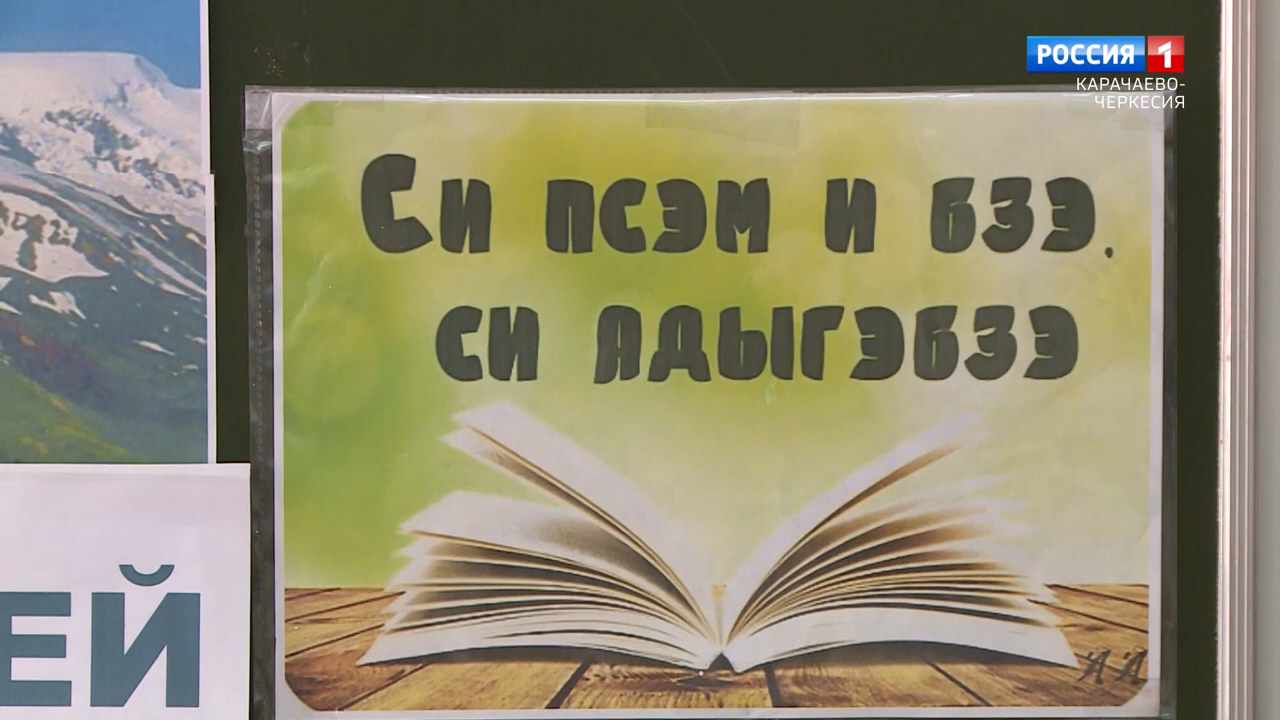 РОССИЯ 1
КАРАЧАЕВО-
ЧЕРКЕСИЯ
Си псэм и бзэ,
си адыгэбзэ
ЕЙ